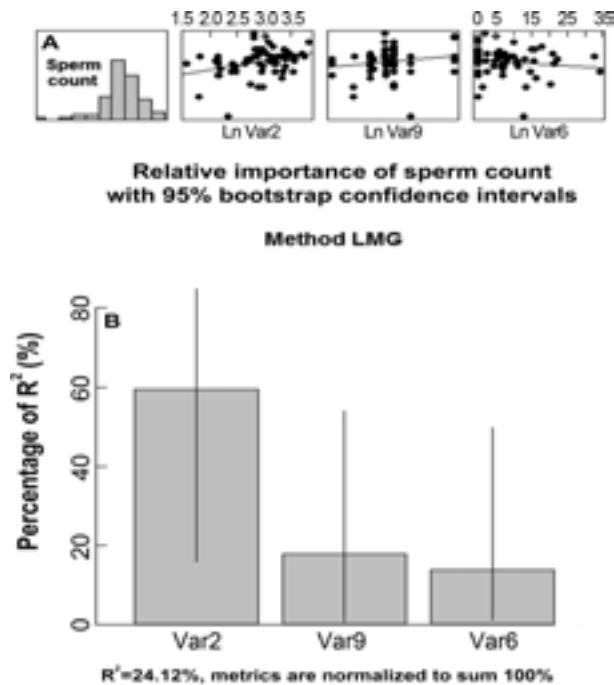 1.5 2.0 2.5 3.0 3.5
0 5 15 25 35
A
Sperm
count
Ln Var2
Ln Var9
Ln Var6
Relative importance of sperm count
with 95% bootstrap confidence intervals
Method LMG
B
Percentage of R² (%)
80
60
40
20
0
Var2
Var9
Var6
R²=24.12%, metrics are normalized to sum 100%